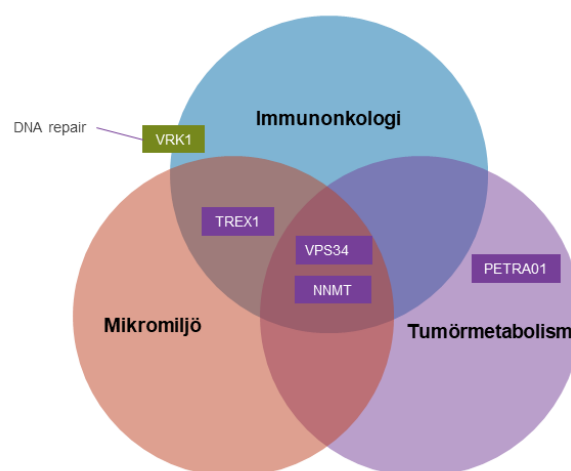 Immunonkologi
DNA repair
VRK1
TREX1
VPS34
PETRA01
NNMT
Mikromiljö
Tumörmetabolism